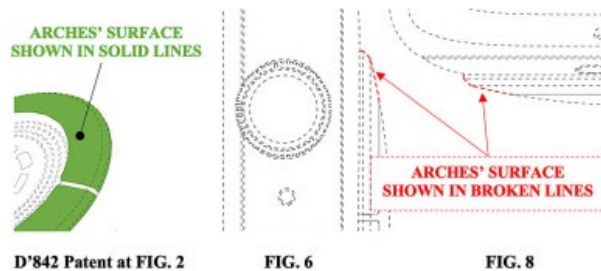 ARCHES' SURFACE
SHOWN IN SOLID LINES
ARCHES' SURFACE
SHOWN IN BROKEN LINES
D'842 Patent at FIG. 2
FIG. 6
FIG. 8